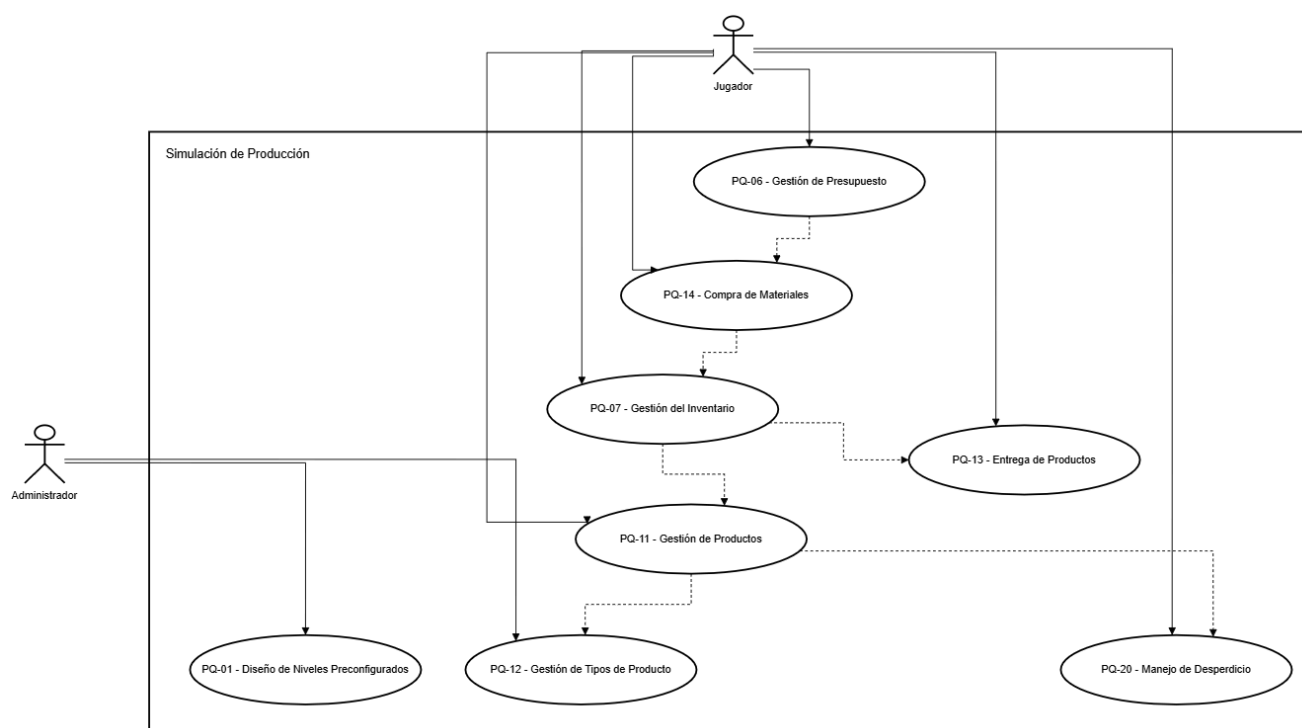 Jugador
Simulación de Producción
PQ-06 - Gestión de Presupuesto
PQ-14 - Compra de Materiales
PQ-07 - Gestión del Inventario
PQ-13 - Entrega de Productos
Administrador
PQ-11 - Gestión de Productos
PQ-01 - Diseño de Niveles Preconfigurados
PQ-12 - Gestión de Tipos de Producto
PQ-20 - Manejo de Desperdicio